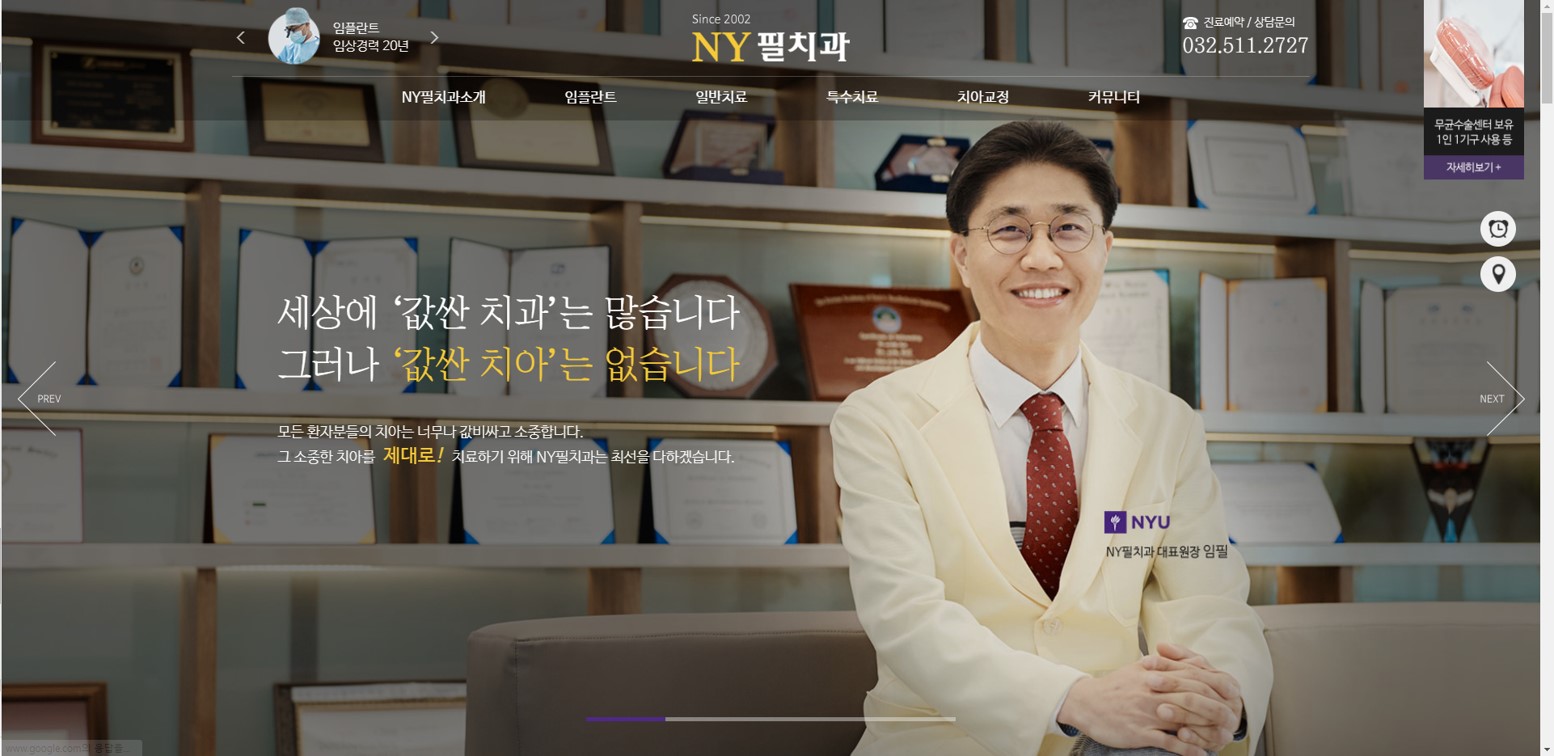 임플란트
임상경력 20년
Since 2002
NY필치과
진료예약 / 상담문의
032.511.2727
NY필치과소개
임플란트
일반치료
특수치료
치아교정
커뮤니티
무균수술센터 보유
1인 1기구 사용 등
자세히보기 +
세상에 ‘값싼 치과’는 많습니다
그러나 ‘값싼 치아’는 없습니다
PREV
NEXT
모든 환자분들의 치아는 너무나 값비싸고 소중합니다.
그 소중한 치아를 제대로! 치료하기 위해 NY필치과는 최선을 다하겠습니다.
NYU
NY필치과 대표원장 임필
www.google.com의 응답을...